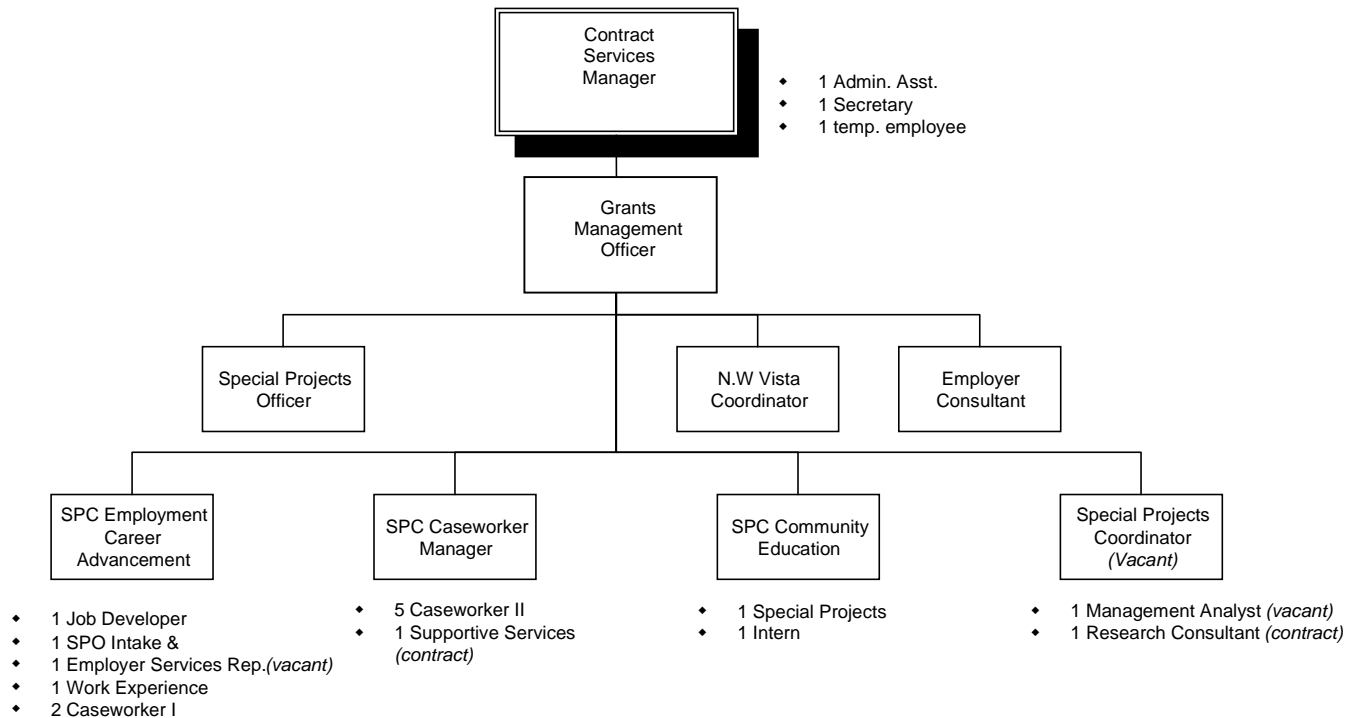 Contract
Services
Manager
◆ 1 Admin. Asst.
◆ 1 Secretary
◆ 1 temp. employee
Grants
Management
Officer
Special Projects
Officer
N.W Vista
Coordinator
Employer
Consultant
SPC Employment
Career
Advancement
SPC Caseworker
Manager
SPC Community
Education
Special Projects
Coordinator
(Vacant)
◆ 1 Job Developer
◆ 1 SPO Intake &
◆ 1 Employer Services Rep.(vacant)
◆ 1 Work Experience
◆ 2 Caseworker I
◆ 5 Caseworker II
◆ 1 Supportive Services
(contract)
◆ 1 Special Projects
◆ 1 Intern
◆ 1 Management Analyst (vacant)
◆ 1 Research Consultant (contract)